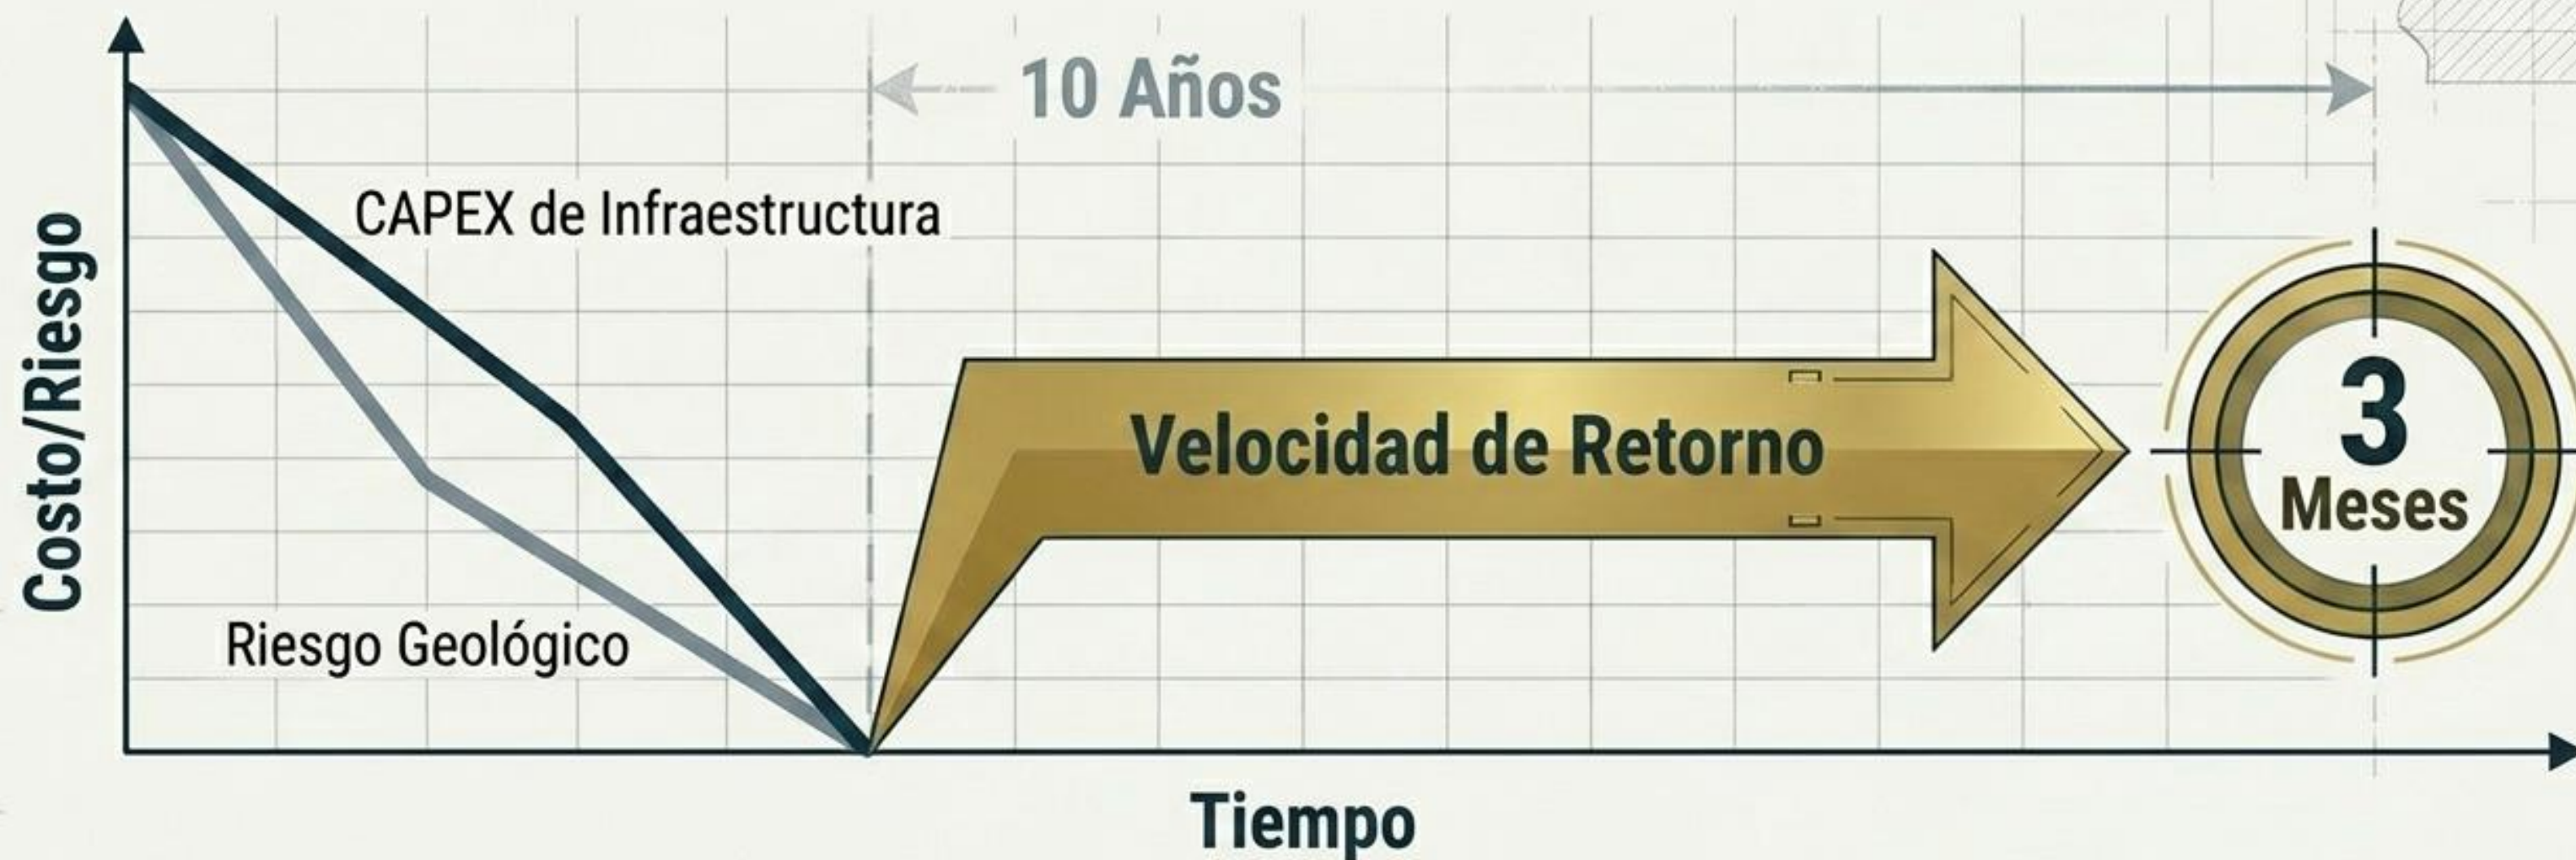 10 Años
CAPEX de Infraestructura
Costo/Riesgo
Velocidad de Retorno
3
Meses
Riesgo Geológico
Tiempo